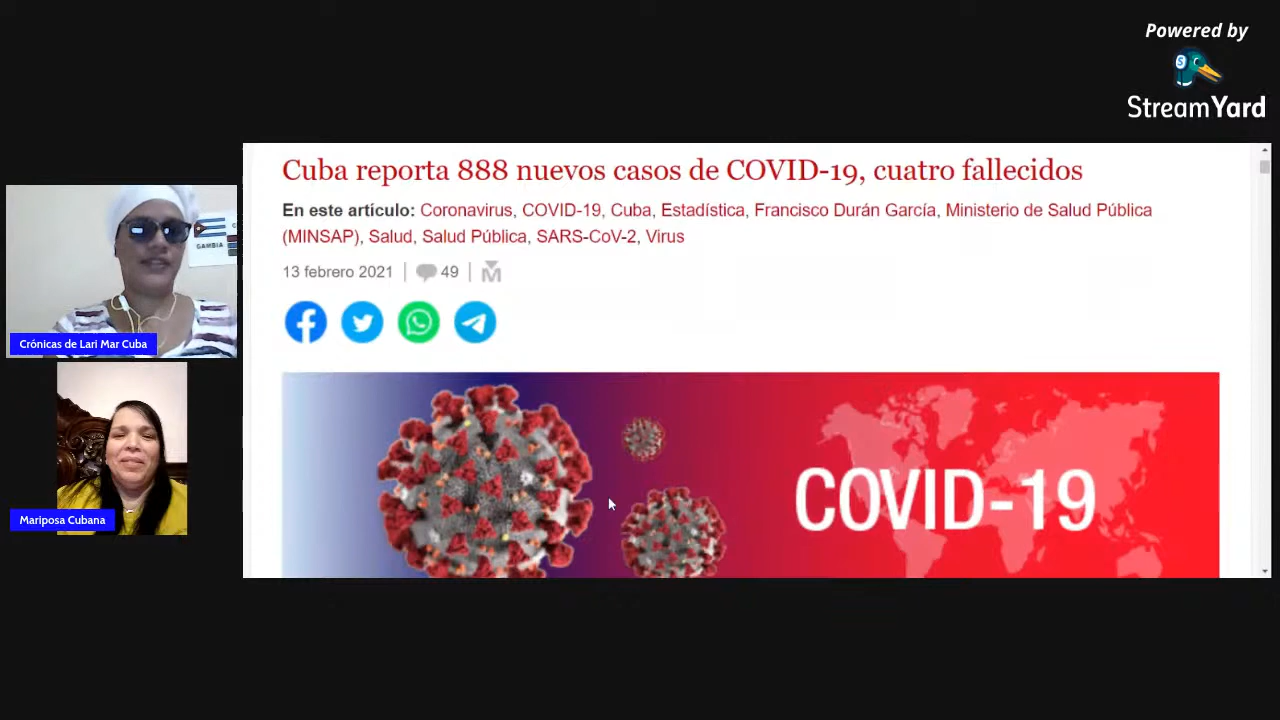 Powered by
StreamYard
Cuba reporta 888 nuevos casos de COVID-19, cuatro fallecidos
En este artículo: Coronavirus, COVID-19, Cuba, Estadística, Francisco Durán García, Ministerio de Salud Pública
(MINSAP), Salud, Salud Pública, SARS-CoV-2, Virus
13 febrero 2021 | 49 |
COVID-19
GAMBIA
Crónicas de Lari Mar Cuba
Mariposa Cubana